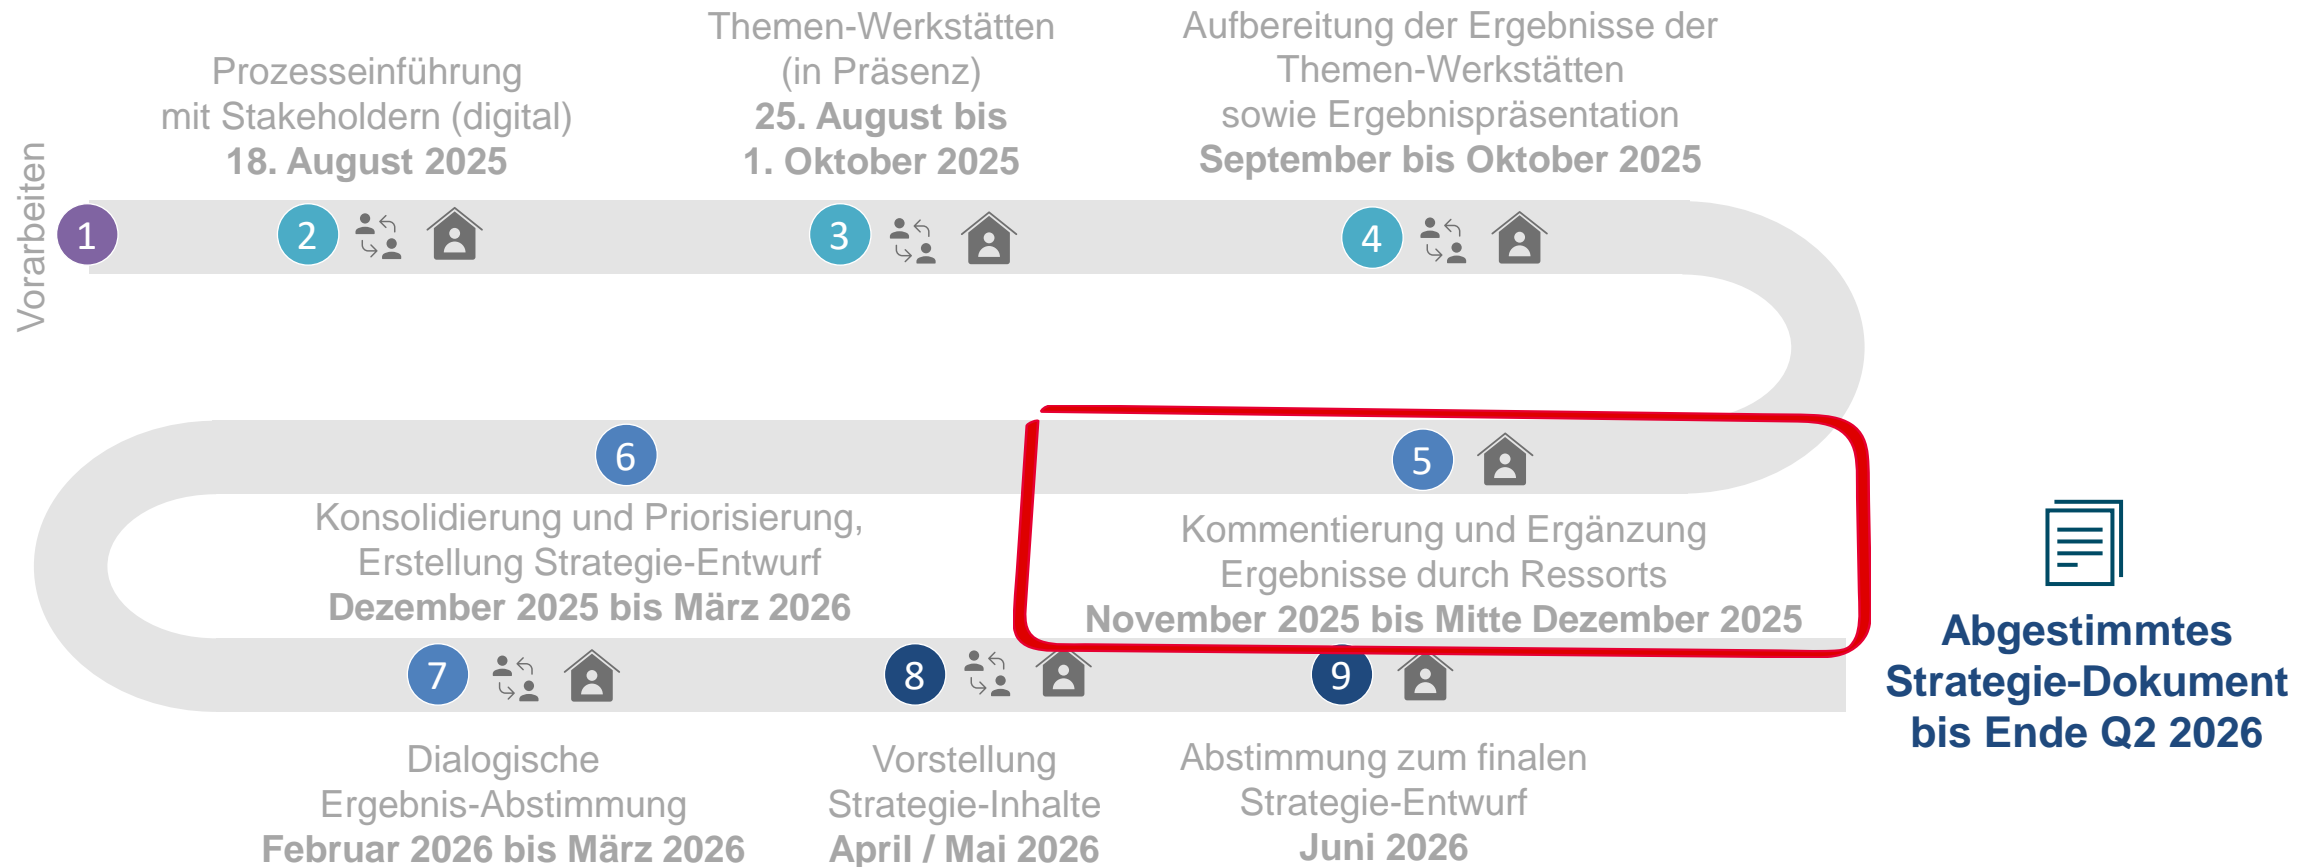 Vorarbeiten
1
Prozesseinführung
mit Stakeholdern (digital)
18. August 2025
2
Themen-Werkstätten
(in Präsenz)
25. August bis
1. Oktober 2025
3
Aufbereitung der Ergebnisse der
Themen-Werkstätten
sowie Ergebnispräsentation
September bis Oktober 2025
4
5
Kommentierung und Ergänzung
Ergebnisse durch Ressorts
November 2025 bis Mitte Dezember 2025
6
Konsolidierung und Priorisierung,
Erstellung Strategie-Entwurf
Dezember 2025 bis März 2026
7
Dialogische
Ergebnis-Abstimmung
Februar 2026 bis März 2026
8
Vorstellung
Strategie-Inhalte
April / Mai 2026
9
Abstimmung zum finalen
Strategie-Entwurf
Juni 2026
Abgestimmtes
Strategie-Dokument
bis Ende Q2 2026